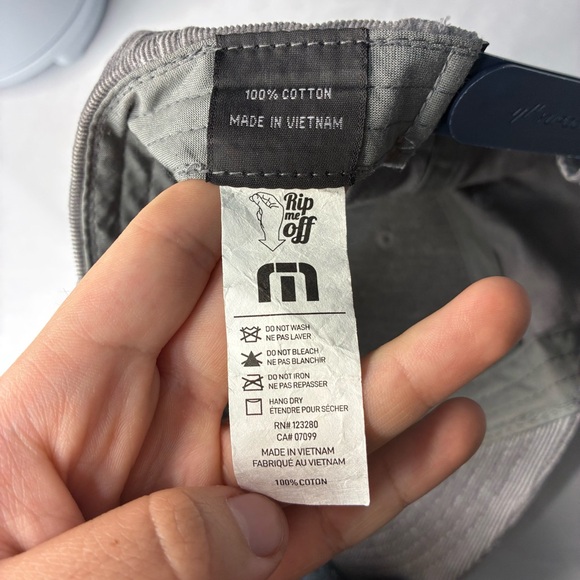 100% COTTON
MADE IN VIETNAM
Rip
me
off
DO NOT WASH
NE PAS LAVER
DO NOT BLEACH
NE PAS BLANCHIR
DO NOT IRON
NE PAS REPASSER
HANG DRY
ÉTENDRE POUR SÉCHER
RN# 123280
CA# 07099
MADE IN VIETNAM
FABRIQUÉ AU VIETNAM
100% COTON